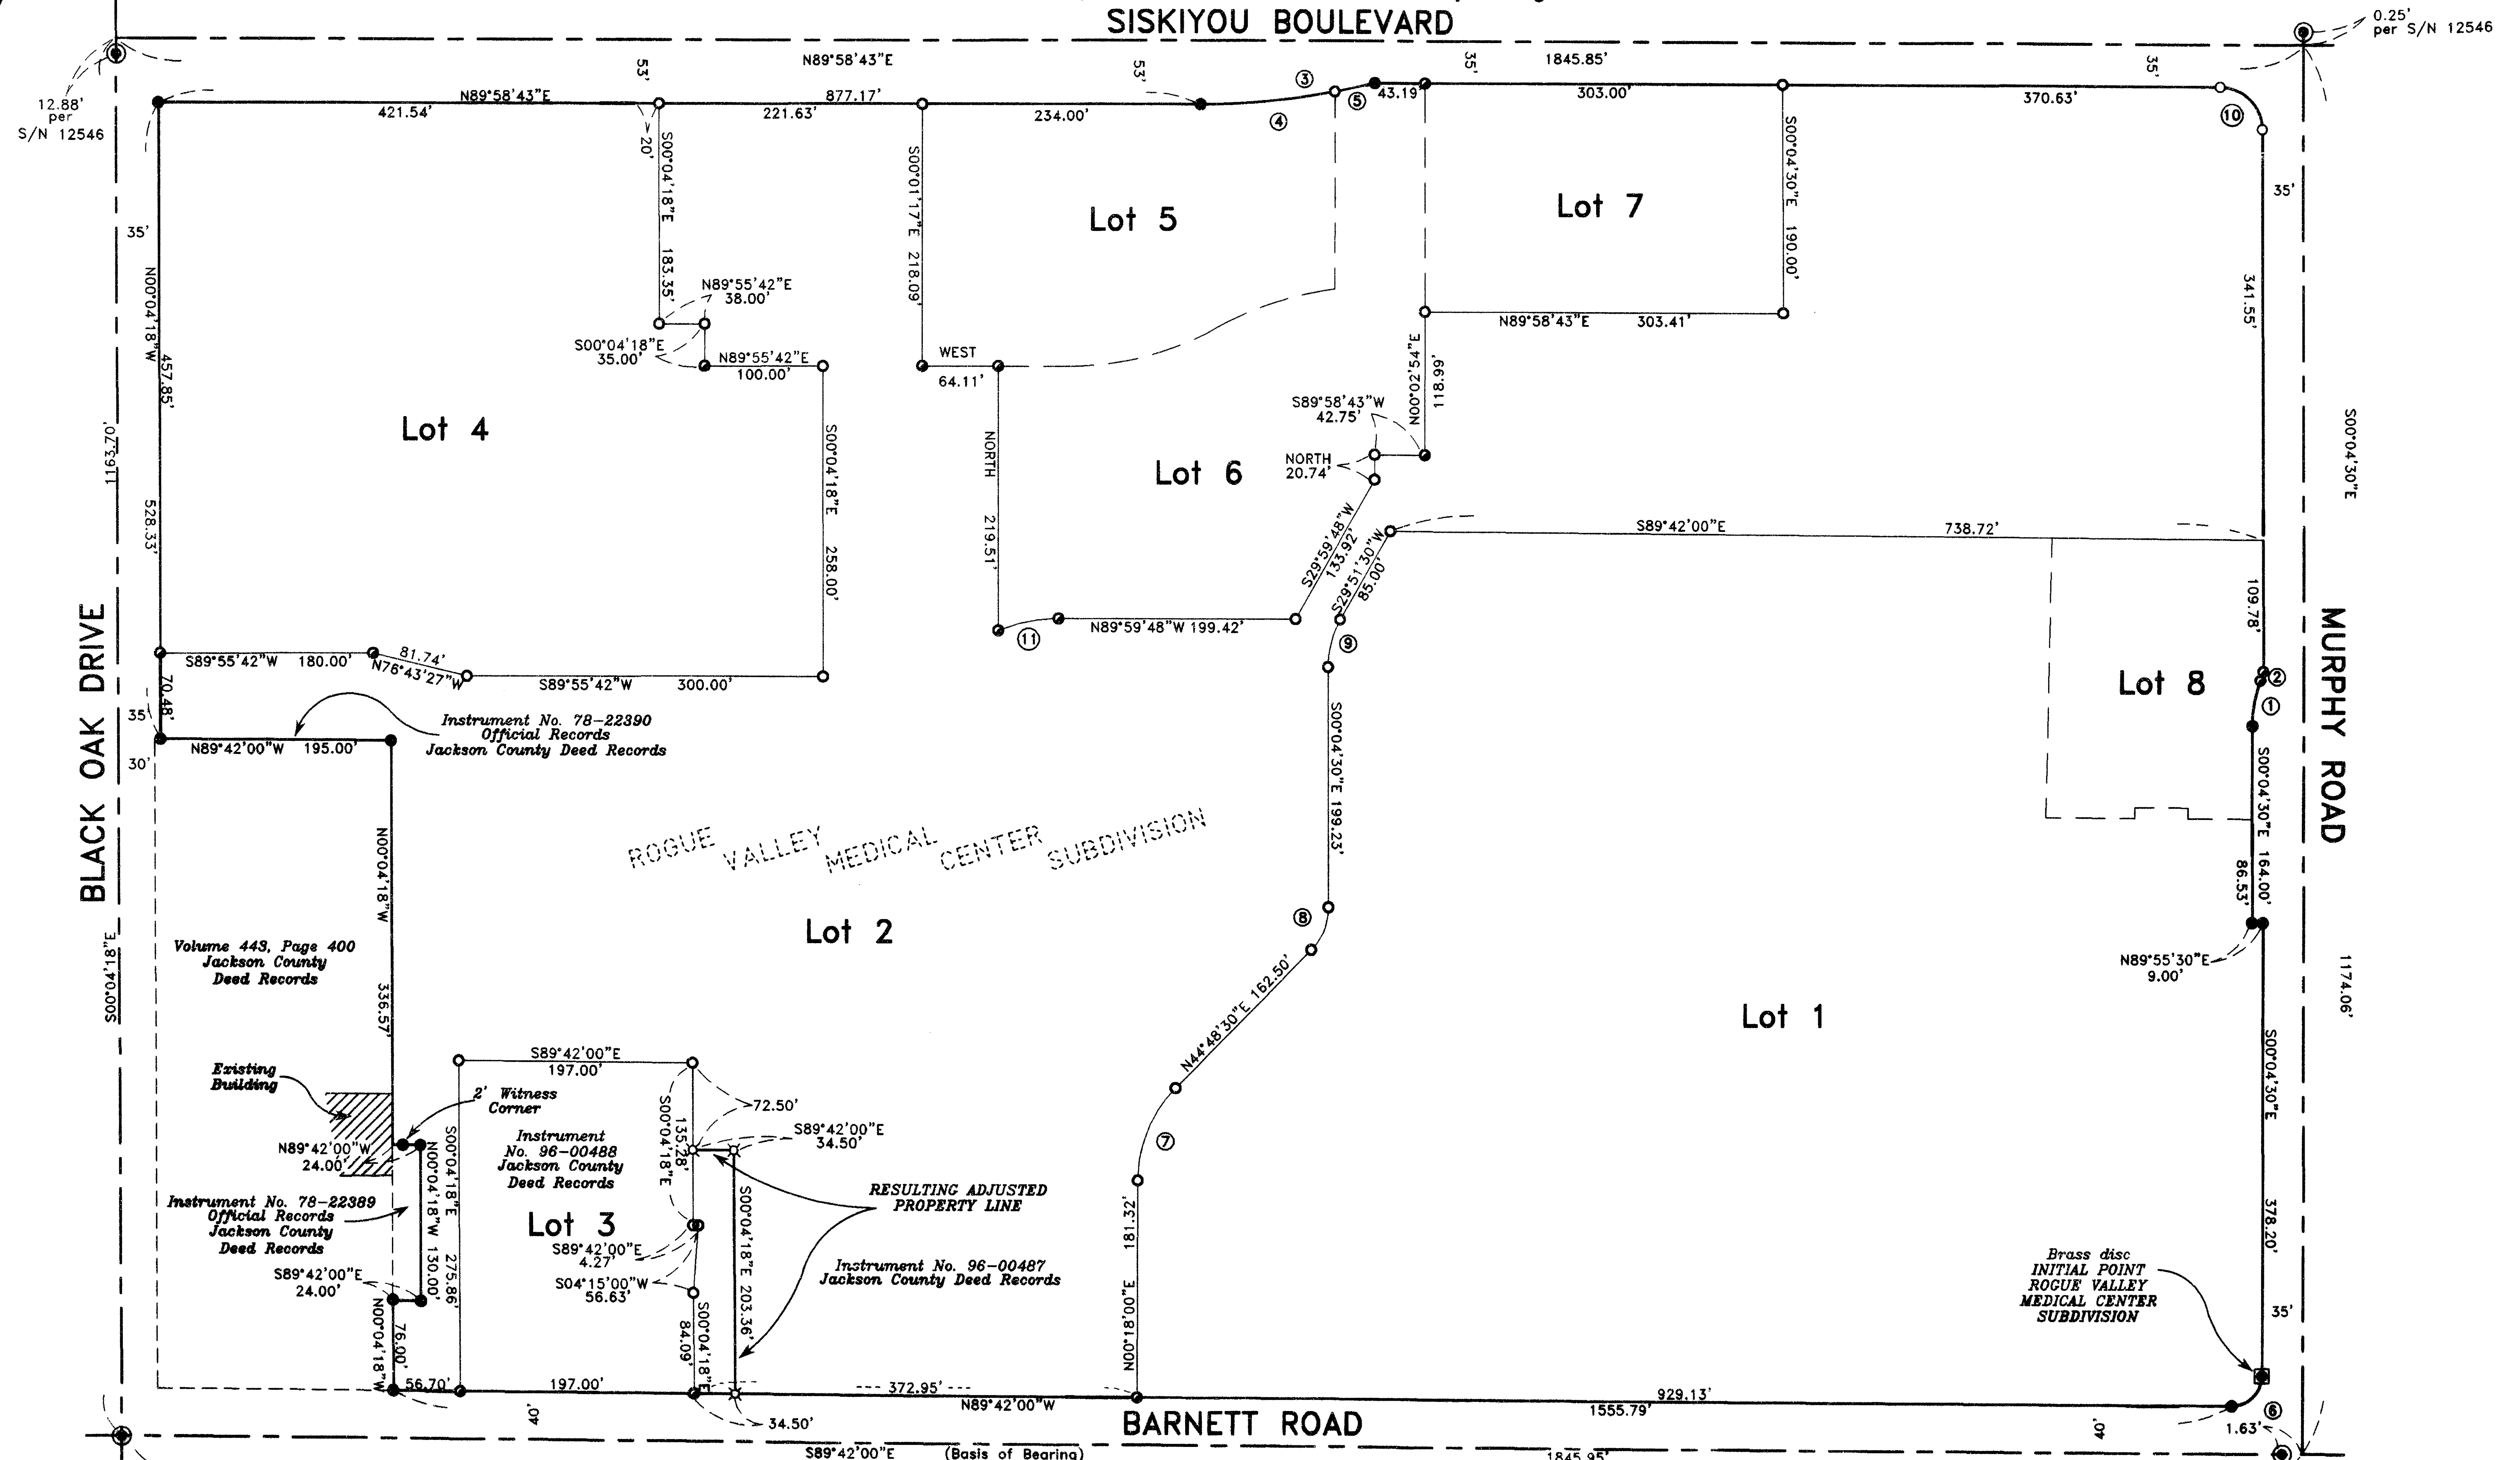 SISKIYOU BOULEVARD
0.25'
per S/N 12546
N89°58'43"E
1845.85'
53'
53'
35'
35'
12.88'
per
S/N 12546
N89°58'43"E
877.17'
421.54'
221.63'
234.00'
③
④
⑤
43.19'
303.00'
370.63'
⑩
20'
S00°04'18"E 183.35'
S00°01'17"E 218.09'
S00°04'30"E 190.00'
35'
35'
Lot 5
Lot 7
N00°04'18"W
457.85'
528.33'
N89°55'42"E
38.00'
S00°04'18"E
35.00'
N89°55'42"E
100.00'
WEST
64.11'
N89°58'43"E 303.41'
341.55'
N00°02'54"E
118.99'
S89°58'43"W
42.75'
Lot 4
1163.70'
S00°04'18"E 258.00'
NORTH 219.51'
Lot 6
NORTH
20.74'
S00°04'30"E
S29°59'48"W
133.92'
S29°51'30"W
85.00'
S89°42'00"E
738.72'
109.78'
N89°59'48"W 199.42'
⑪
⑨
BLACK OAK DRIVE
MURPHY ROAD
S89°55'42"W 180.00'
81.74'
N76°43'27"W
S89°55'42"W 300.00'
Lot 8
②
①
70.48'
35'
Instrument No. 78-22390
Official Records
Jackson County Deed Records
N89°42'00"W 195.00'
30'
S00°04'30"E 199.23'
S00°04'30"E 164.00'
86.53'
N00°04'18"W
336.57'
ROGUE VALLEY MEDICAL CENTER SUBDIVISION
Lot 2
⑧
Volume 443, Page 400
Jackson County
Deed Records
S00°04'18"E
N89°55'30"E
9.00'
1174.06'
N44°48'30"E 162.50'
Lot 1
S00°04'30"E
378.20'
S89°42'00"E
197.00'
Existing
Building
2' Witness
Corner
72.50'
N89°42'00"W
24.00'
S00°04'18"E 275.86'
N00°04'18"W 130.00'
Instrument
No. 96-00488
Jackson County
Deed Records
135.28'
S00°04'18"E
S89°42'00"E
34.50'
⑦
RESULTING ADJUSTED
PROPERTY LINE
Instrument No. 78-22389
Official Records
Jackson County
Deed Records
Lot 3
S00°04'18"E 203.36'
S89°42'00"E
4.27'
S04°15'00"W
56.63'
Instrument No. 96-00487
Jackson County Deed Records
S89°42'00"E
24.00'
N00°18'00"E 181.32'
Brass disc
INITIAL POINT
ROGUE VALLEY
MEDICAL CENTER
SUBDIVISION
35'
N00°04'18"W
76.00'
S00°04'18"E
84.09'
56.70'
197.00'
372.95'
N89°42'00"W
929.13'
1555.79'
34.50'
40'
BARNETT ROAD
40'
⑥
1.63'
S89°42'00"E
(Basis of Bearing)
1845.95'